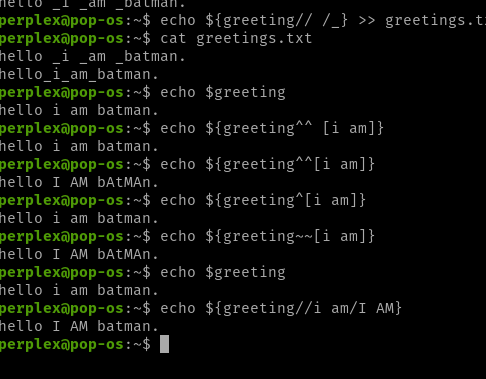 hello _i _am _batman.
perplex@pop-os:~$ echo ${greeting// /_} >> greetings.t
perplex@pop-os:~$ cat greetings.txt
hello _i _am _batman.
hello_i_am_batman.
perplex@pop-os:~$ echo $greeting
hello i am batman.
perplex@pop-os:~$ echo ${greeting^^ [i am]}
hello i am batman.
perplex@pop-os:~$ echo ${greeting^^[i am]}
hello I AM bAtMAn.
perplex@pop-os:~$ echo ${greeting^[i am]}
hello i am batman.
perplex@pop-os:~$ echo ${greeting~~[i am]}
hello I AM bAtMAn.
perplex@pop-os:~$ echo $greeting
hello i am batman.
perplex@pop-os:~$ echo ${greeting//i am/I AM}
hello I AM batman.
perplex@pop-os:~$